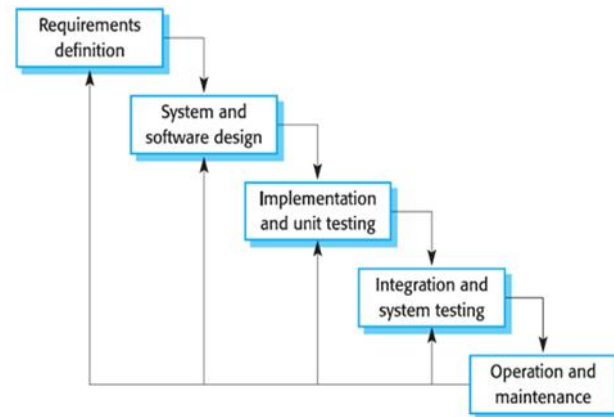 Requirements
definition
System and
software design
Implementation
and unit testing
Integration and
system testing
Operation and
maintenance